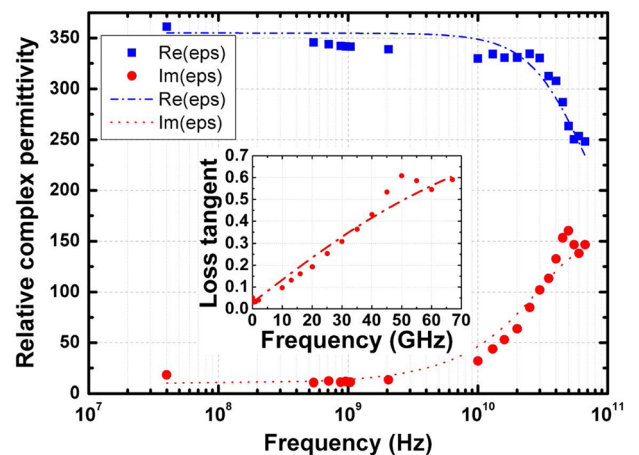 Relative complex permittivity
350
300
250
200
150
100
50
0
Re(eps)
Im(eps)
Re(eps)
Im(eps)
Loss tangent
0.7
0.6
0.5
0.4
0.3
0.2
0.1
0.0
0 10 20 30 40 50 60 70
Frequency (GHz)
10^7 10^8 10^9 10^10 10^11
Frequency (Hz)